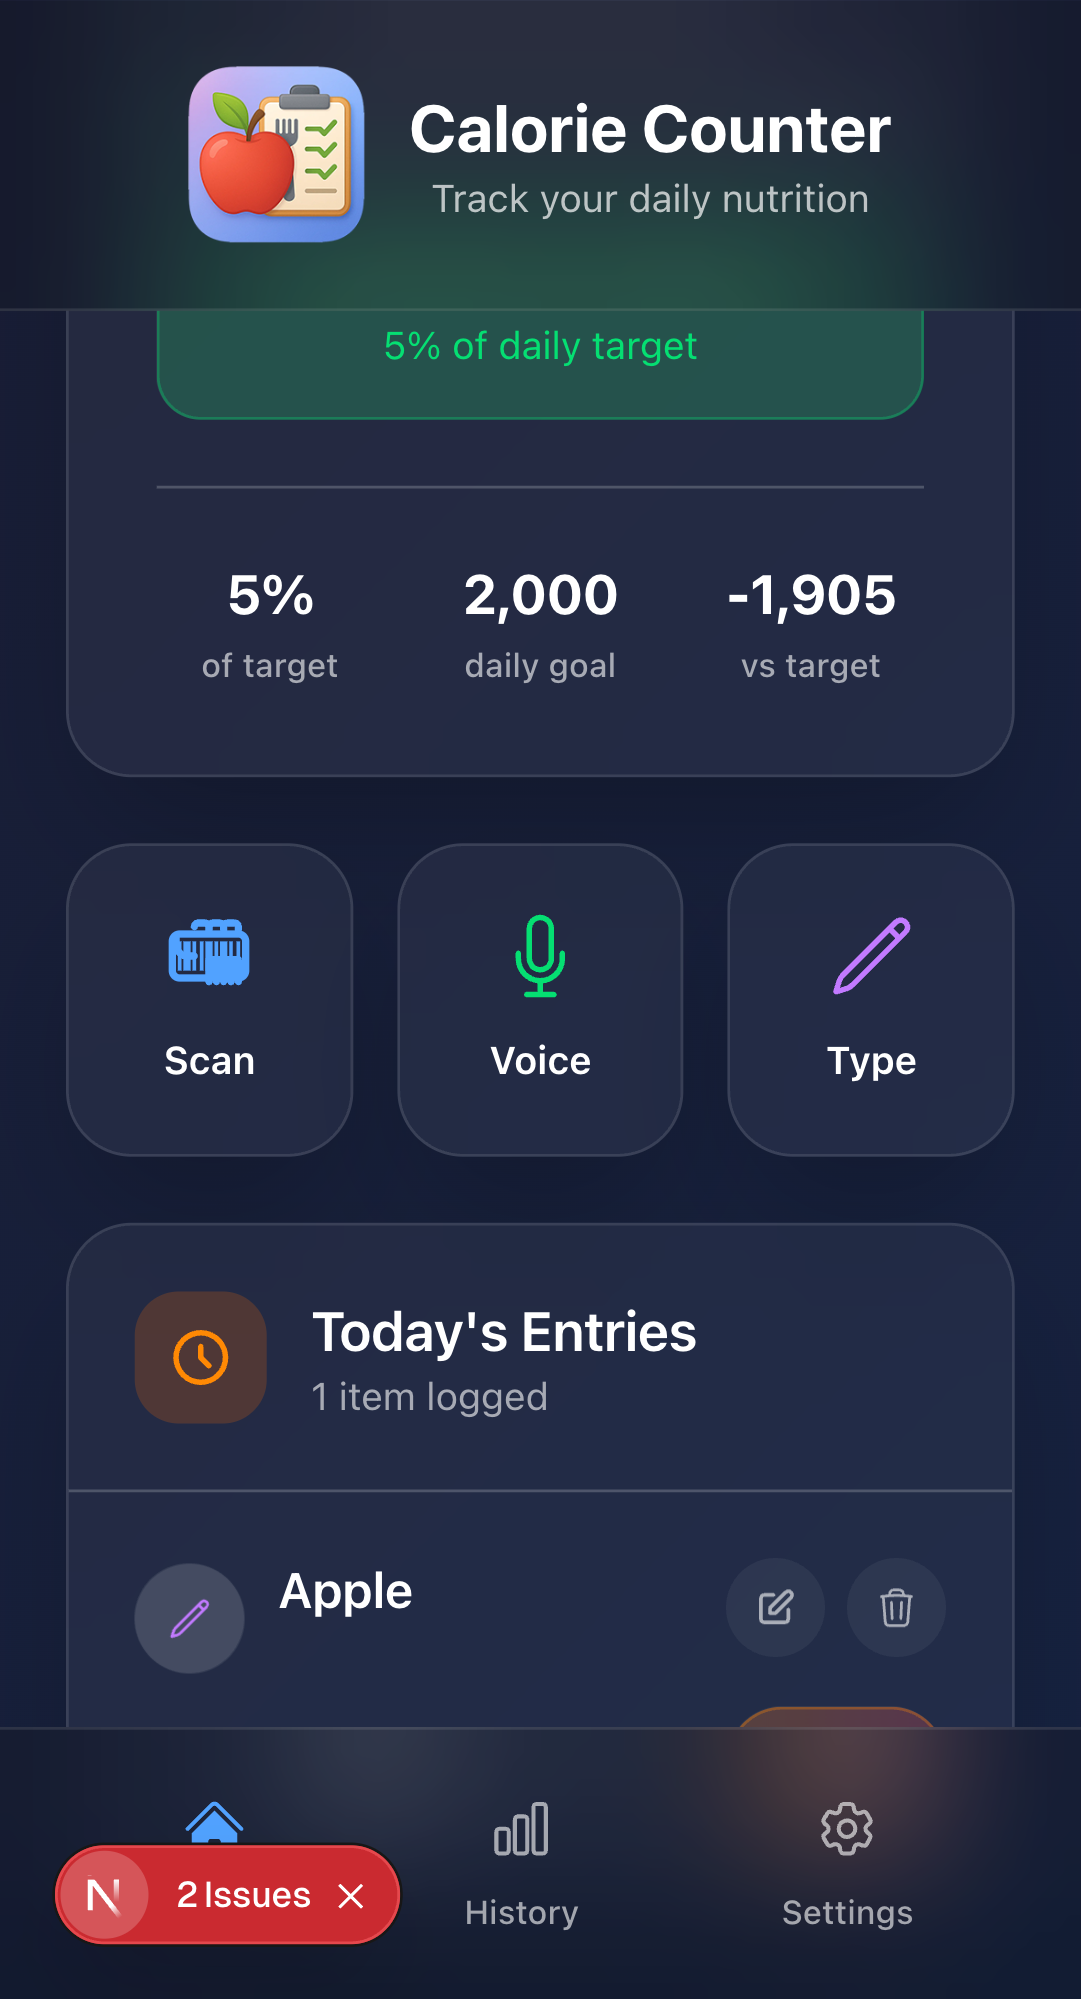 Calorie Counter
Track your daily nutrition
5% of daily target
5% 2,000 -1,905
of target daily goal vs target
Scan Voice Type
Today's Entries
1 item logged
Apple
N 2 Issues
History Settings